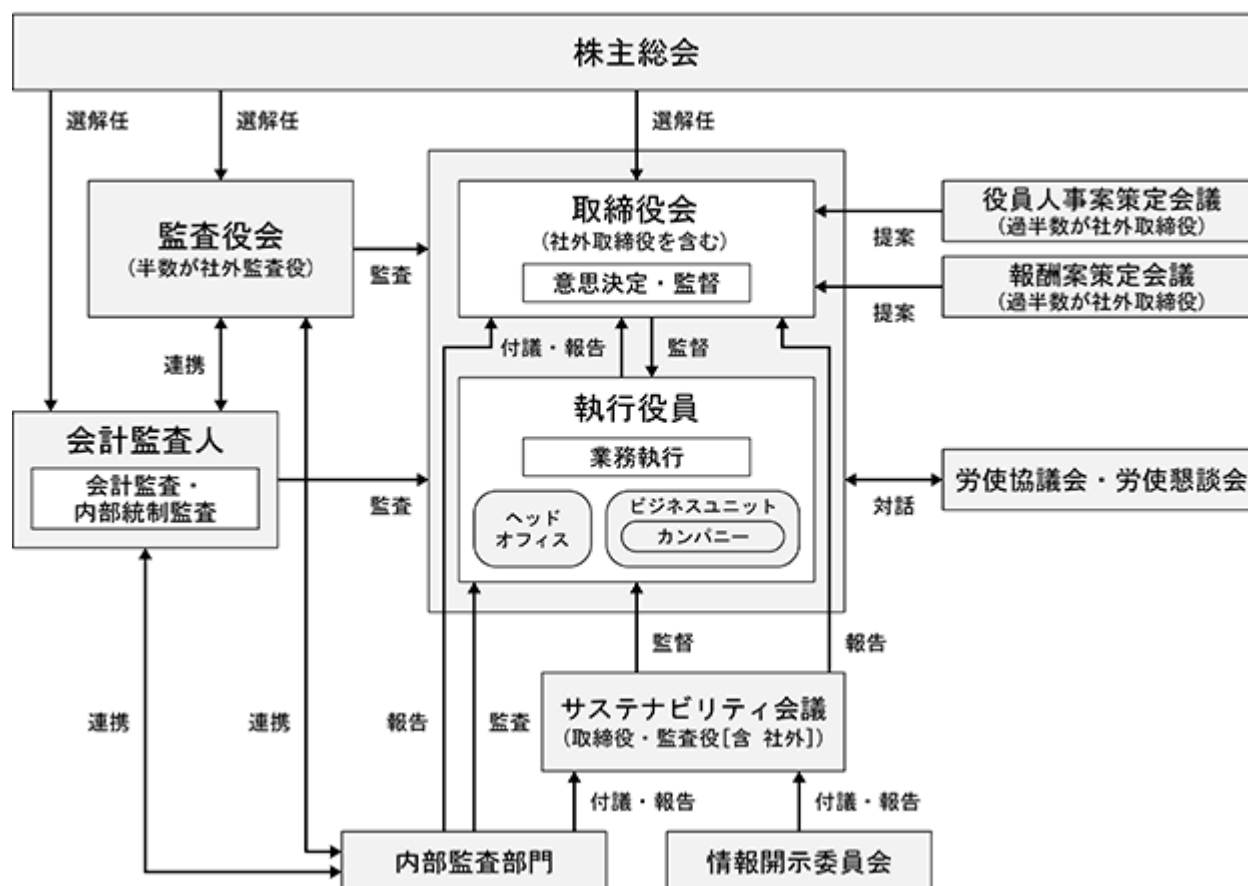 株主総会
選解任
選解任
選解任
監査役会
(半数が社外監査役)
監査
取締役会
(社外取締役を含む)
意思決定・監督
役員人事案策定会議
(過半数が社外取締役)
提案
報酬案策定会議
(過半数が社外取締役)
提案
連携
付議・報告
監督
会計監査人
会計監査・
内部統制監査
監査
執行役員
業務執行
ヘッド
オフィス
ビジネスユニット
カンパニー
労使協議会・労使懇談会
対話
監督
報告
連携
連携
報告
監査
サステナビリティ会議
(取締役・監査役[含 社外])
付議・報告
付議・報告
内部監査部門
情報開示委員会